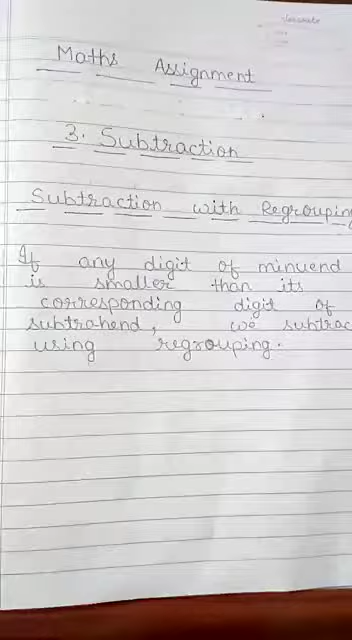 Maths Assignment
3. Subtraction
Subtraction with Regrouping
If any digit of minuend
is smaller than its
corresponding digit of
subtrahend, we subtrac
using regrouping.